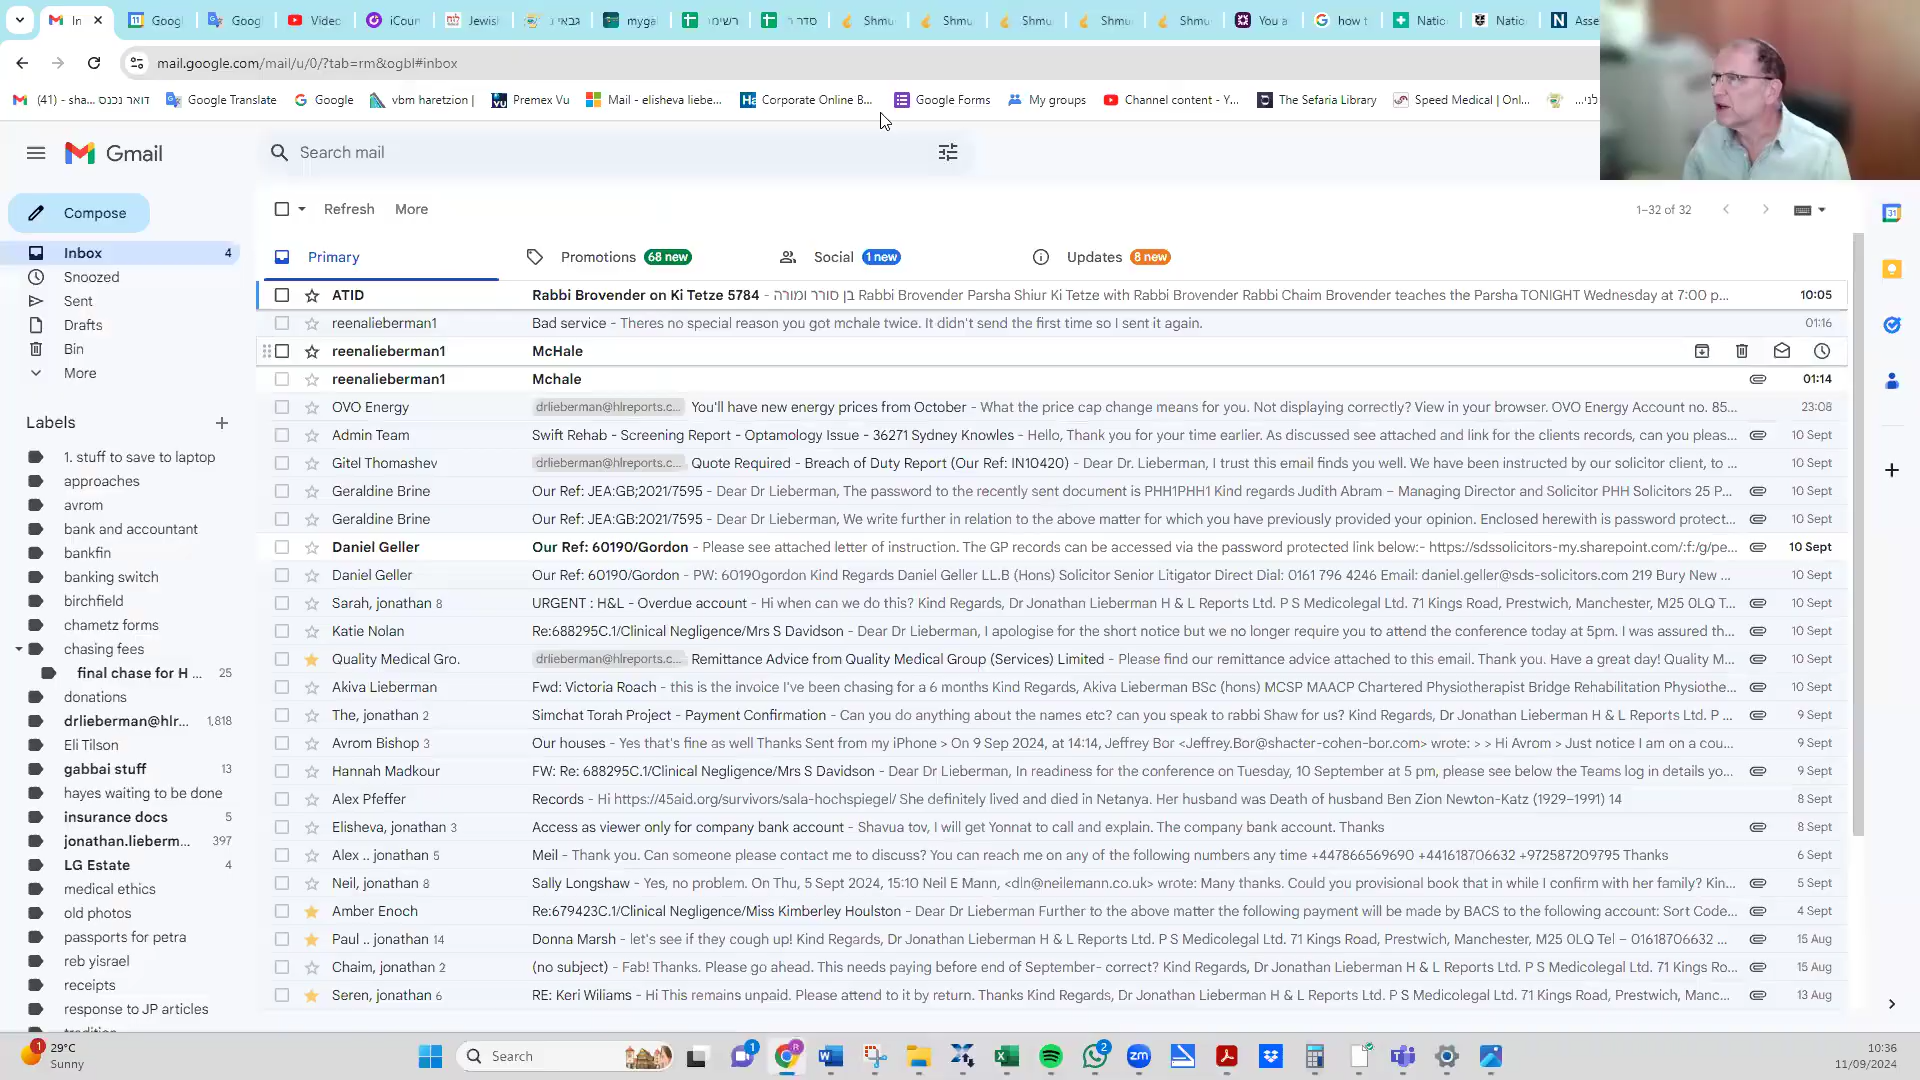 In
Googl
Goog
Videc
iCoun
Jewis
גבאי נ
myga
רשימי
סדר ר
Shmu
Shmu
Shmu
Shmu
Shmu
You a
how t
Natio
Natio
Asse
mail.google.com/mail/u/0/?tab=rm&ogbl#inbox
(41) - sha... דואר נכנס
Google Translate
Google
vbm haretzion |
Premex Vu
Mail - elisheva liebe...
Corporate Online B...
Google Forms
My groups
Channel content - Y...
The Sefaria Library
Speed Medical | Onl...
Gmail
Search mail
Compose
Refresh More
1–32 of 32
Primary
Promotions 68 new
Social 1 new
Updates 8 new
Inbox 4
Snoozed
Sent
Drafts
Bin
More
Labels
1. stuff to save to laptop
approaches
avrom
bank and accountant
bankfin
banking switch
birchfield
chametz forms
chasing fees
final chase for H ... 25
donations
drlieberman@hlr... 1,818
Eli Tilson
gabbai stuff 13
hayes waiting to be done
insurance docs 5
jonathan.lieberm... 397
LG Estate 4
medical ethics
old photos
passports for petra
reb yisrael
receipts
response to JP articles
ATID Rabbi Brovender on Ki Tetze 5784 - בן סורר ומורה Rabbi Brovender Parsha Shiur Ki Tetze with Rabbi Brovender Rabbi Chaim Brovender teaches the Parsha TONIGHT Wednesday at 7:00 p... 10:05
reenalieberman1 Bad service - Theres no special reason you got mchale twice. It didn't send the first time so I sent it again. 01:16
reenalieberman1 McHale
reenalieberman1 Mchale 01:14
OVO Energy drlieberman@hlreports.c... You'll have new energy prices from October - What the price cap change means for you. Not displaying correctly? View in your browser. OVO Energy Account no. 85... 23:08
Admin Team Swift Rehab - Screening Report - Optamology Issue - 36271 Sydney Knowles - Hello, Thank you for your time earlier. As discussed see attached and link for the clients records, can you pleas... 10 Sept
Gitel Thomashev drlieberman@hlreports.c... Quote Required - Breach of Duty Report (Our Ref: IN10420) - Dear Dr. Lieberman, I trust this email finds you well. We have been instructed by our solicitor client, to ... 10 Sept
Geraldine Brine Our Ref: JEA:GB;2021/7595 - Dear Dr Lieberman, The password to the recently sent document is PHH1PHH1 Kind regards Judith Abram – Managing Director and Solicitor PHH Solicitors 25 P... 10 Sept
Geraldine Brine Our Ref: JEA:GB:2021/7595 - Dear Dr Lieberman, We write further in relation to the above matter for which you have previously provided your opinion. Enclosed herewith is password protect... 10 Sept
Daniel Geller Our Ref: 60190/Gordon - Please see attached letter of instruction. The GP records can be accessed via the password protected link below:- https://sdssolicitors-my.sharepoint.com/:f:/g/pe... 10 Sept
Daniel Geller Our Ref: 60190/Gordon - PW: 60190gordon Kind Regards Daniel Geller LL.B (Hons) Solicitor Senior Litigator Direct Dial: 0161 796 4246 Email: daniel.geller@sds-solicitors.com 219 Bury New ... 10 Sept
Sarah, jonathan 8 URGENT : H&L - Overdue account - Hi when can we do this? Kind Regards, Dr Jonathan Lieberman H & L Reports Ltd. P S Medicolegal Ltd. 71 Kings Road, Prestwich, Manchester, M25 0LQ T... 10 Sept
Katie Nolan Re:688295C.1/Clinical Negligence/Mrs S Davidson - Dear Dr Lieberman, I apologise for the short notice but we no longer require you to attend the conference today at 5pm. I was assured th... 10 Sept
Quality Medical Gro. drlieberman@hlreports.c... Remittance Advice from Quality Medical Group (Services) Limited - Please find our remittance advice attached to this email. Thank you. Have a great day! Quality M... 10 Sept
Akiva Lieberman Fwd: Victoria Roach - this is the invoice I've been chasing for a 6 months Kind Regards, Akiva Lieberman BSc (hons) MCSP MAACP Chartered Physiotherapist Bridge Rehabilitation Physiothe... 10 Sept
The, jonathan 2 Simchat Torah Project - Payment Confirmation - Can you do anything about the names etc? can you speak to rabbi Shaw for us? Kind Regards, Dr Jonathan Lieberman H & L Reports Ltd. P ... 9 Sept
Avrom Bishop 3 Our houses - Yes that's fine as well Thanks Sent from my iPhone > On 9 Sep 2024, at 14:14, Jeffrey Bor <Jeffrey.Bor@shacter-cohen-bor.com> wrote: > > Hi Avrom > Just notice I am on a cou... 9 Sept
Hannah Madkour FW: Re: 688295C.1/Clinical Negligence/Mrs S Davidson - Dear Dr Lieberman, In readiness for the conference on Tuesday, 10 September at 5 pm, please see below the Teams log in details yo... 9 Sept
Alex Pfeffer Records - Hi https://45aid.org/survivors/sala-hochspiegel/ She definitely lived and died in Netanya. Her husband was Death of husband Ben Zion Newton-Katz (1929–1991) 14 8 Sept
Elisheva, jonathan 3 Access as viewer only for company bank account - Shavua tov, I will get Yonnat to call and explain. The company bank account. Thanks 8 Sept
Alex .. jonathan 5 Meil - Thank you. Can someone please contact me to discuss? You can reach me on any of the following numbers any time +447866569690 +441618706632 +972587209795 Thanks 6 Sept
Neil, jonathan 8 Sally Longshaw - Yes, no problem. On Thu, 5 Sept 2024, 15:10 Neil E Mann, <dln@neilemann.co.uk> wrote: Many thanks. Could you provisional book that in while I confirm with her family? Kin... 5 Sept
Amber Enoch Re:679423C.1/Clinical Negligence/Miss Kimberley Houlston - Dear Dr Lieberman Further to the above matter the following payment will be made by BACS to the following account: Sort Code... 4 Sept
Paul .. jonathan 14 Donna Marsh - let's see if they cough up! Kind Regards, Dr Jonathan Lieberman H & L Reports Ltd. P S Medicolegal Ltd. 71 Kings Road, Prestwich, Manchester, M25 0LQ Tel – 01618706632 ... 15 Aug
Chaim, jonathan 2 (no subject) - Fab! Thanks. Please go ahead. This needs paying before end of September- correct? Kind Regards, Dr Jonathan Lieberman H & L Reports Ltd. P S Medicolegal Ltd. 71 Kings Ro... 15 Aug
Seren, jonathan 6 RE: Keri Wiliams - Hi This remains unpaid. Please attend to it by return. Thanks Kind Regards, Dr Jonathan Lieberman H & L Reports Ltd. P S Medicolegal Ltd. 71 Kings Road, Prestwich, Manc... 13 Aug
29°C
Sunny
Search
10:36
11/09/2024